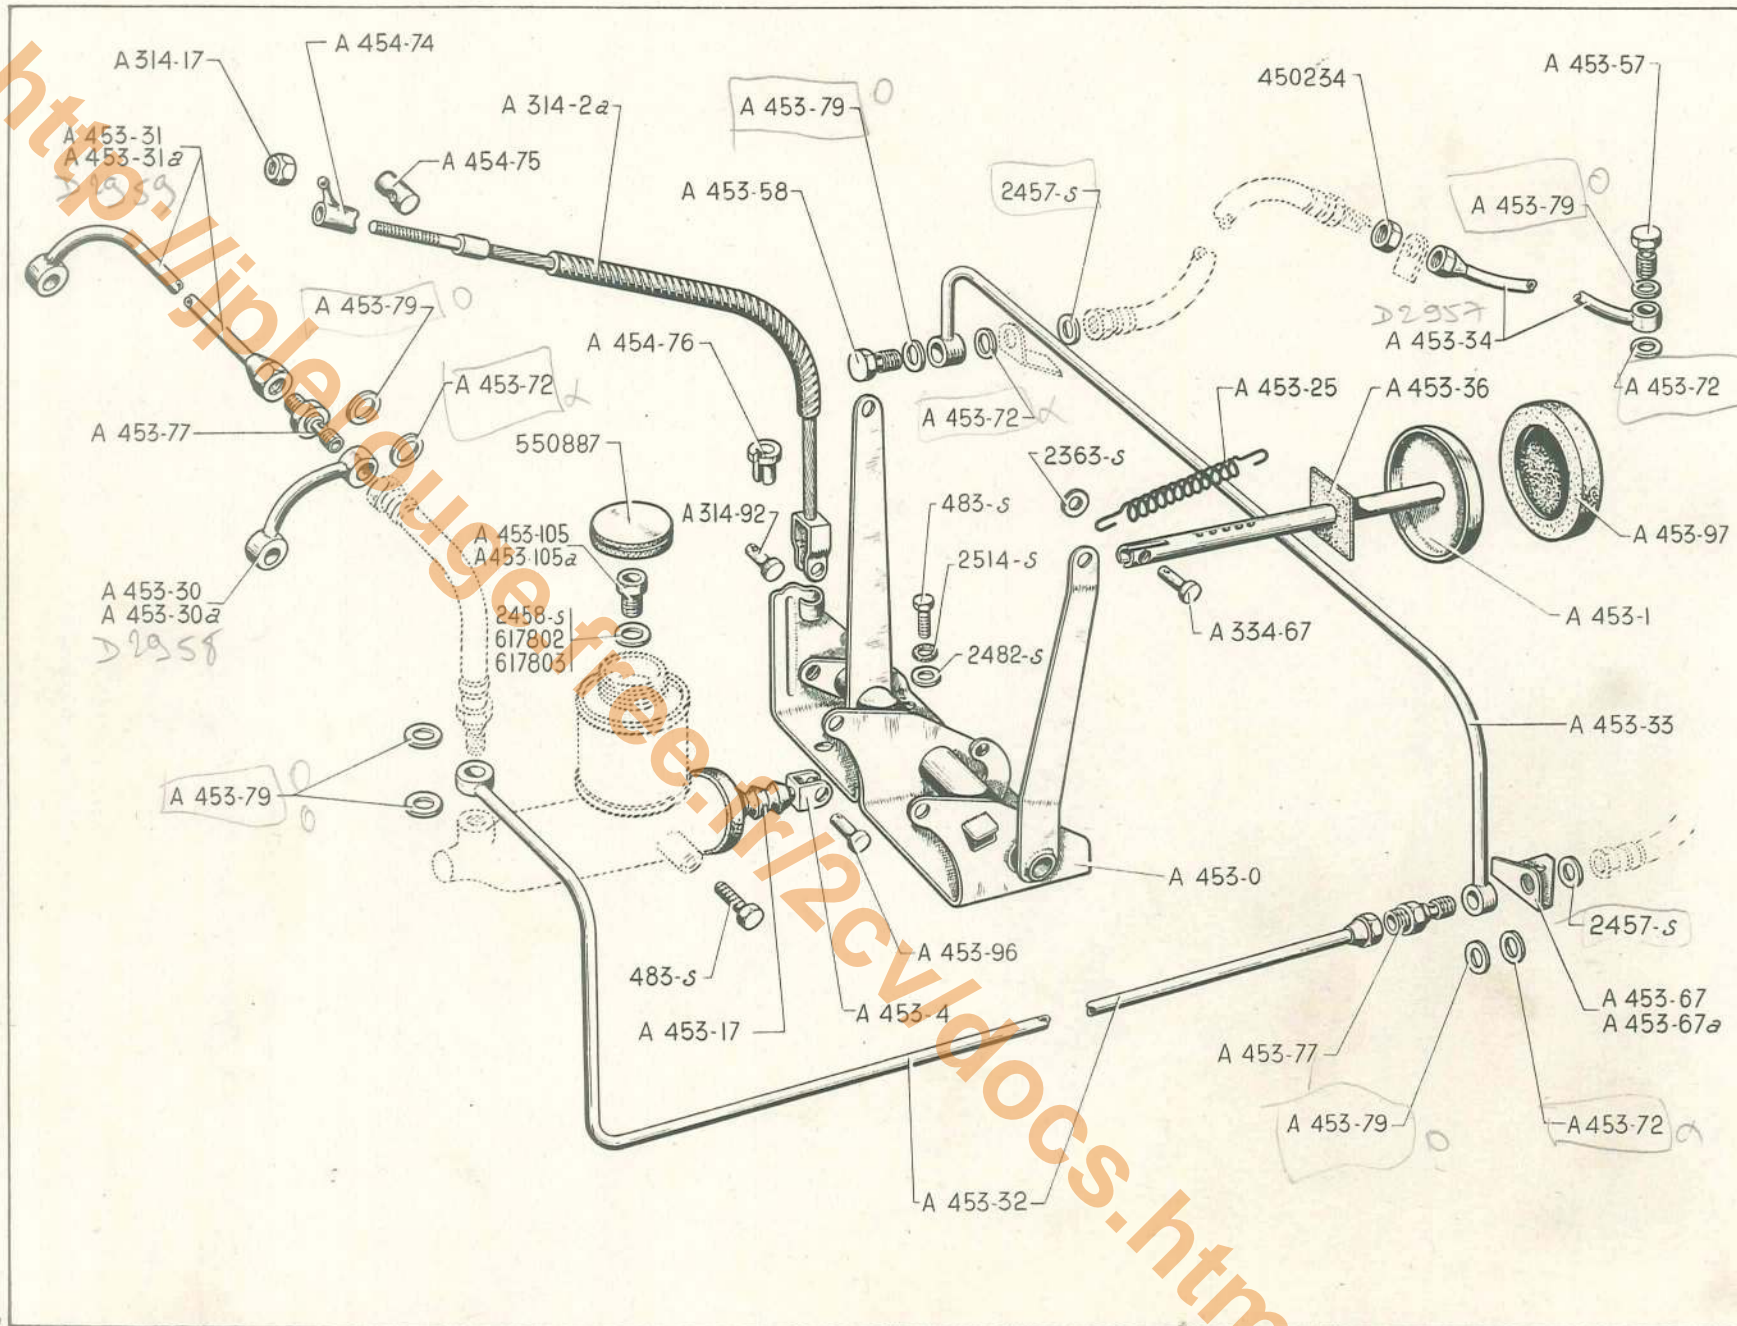 A 314-17
A 454-74
A 453-31
A 453-31a
D 2959
A 314-2a
A 454-75
A 453-79
A 453-58
2457-s
450234
A 453-57
A 453-79
D 2957
A 453-34
A 453-72
A 453-79
A 453-72
A 453-77
A 454-76
550887
A 453-72
A 453-25
A 453-36
2363-s
483-s
A 314-92
A 453-105
A 453-105a
2514-s
A 453-97
A 453-30
A 453-30a
D 2958
2458-s
617802
617803
2482-s
A 334-67
A 453-1
A 453-33
A 453-79
A 453-0
2457-s
483-s
A 453-96
A 453-17
A 453-4
A 453-67
A 453-67a
A 453-77
A 453-79
A 453-72
A 453-32
http://jplelouge.free.fr/2cv/docs.htm